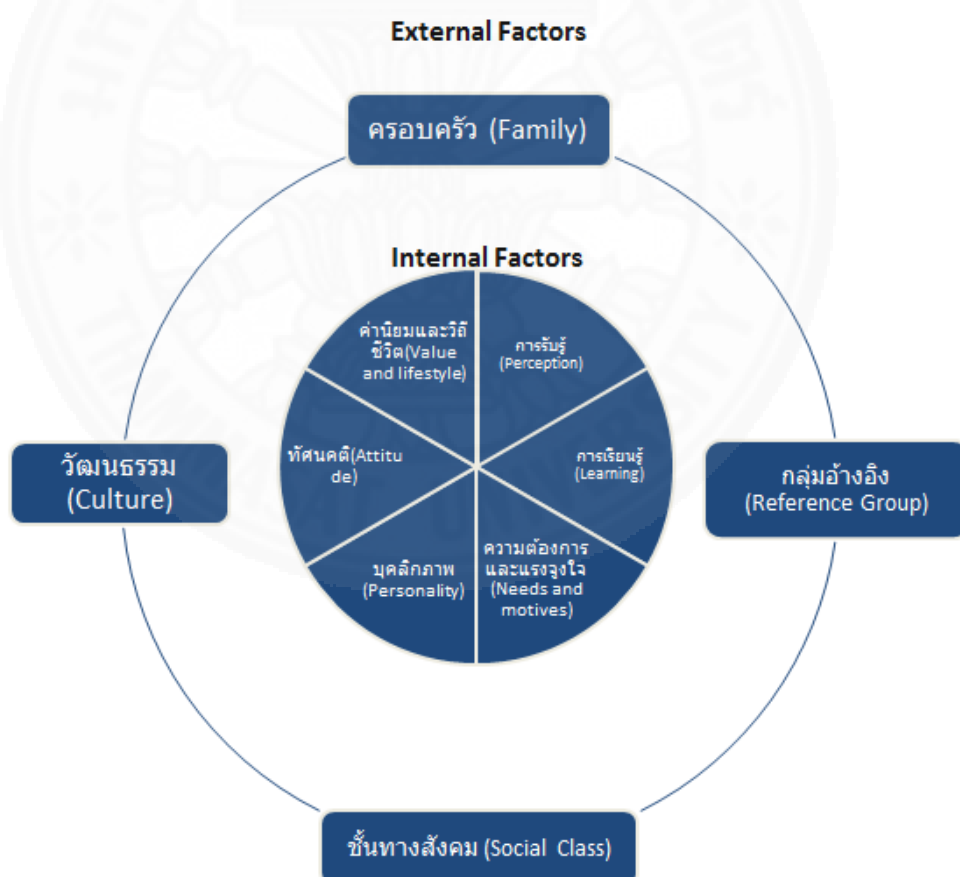 External Factors
ครอบครัว (Family)
Internal Factors
ค่านิยมและวิถี
ชีวิต(Value
and lifestyle)
การรับรู้
(Perception)
ทัศนคติ(Attitu
de)
การเรียนรู้
(Learning)
วัฒนธรรม
(Culture)
กลุ่มอ้างอิง
(Reference Group)
บุคลิกภาพ
(Personality)
ความต้องการ
และแรงจูงใจ
(Needs and
motives)
ชั้นทางสังคม (Social Class)